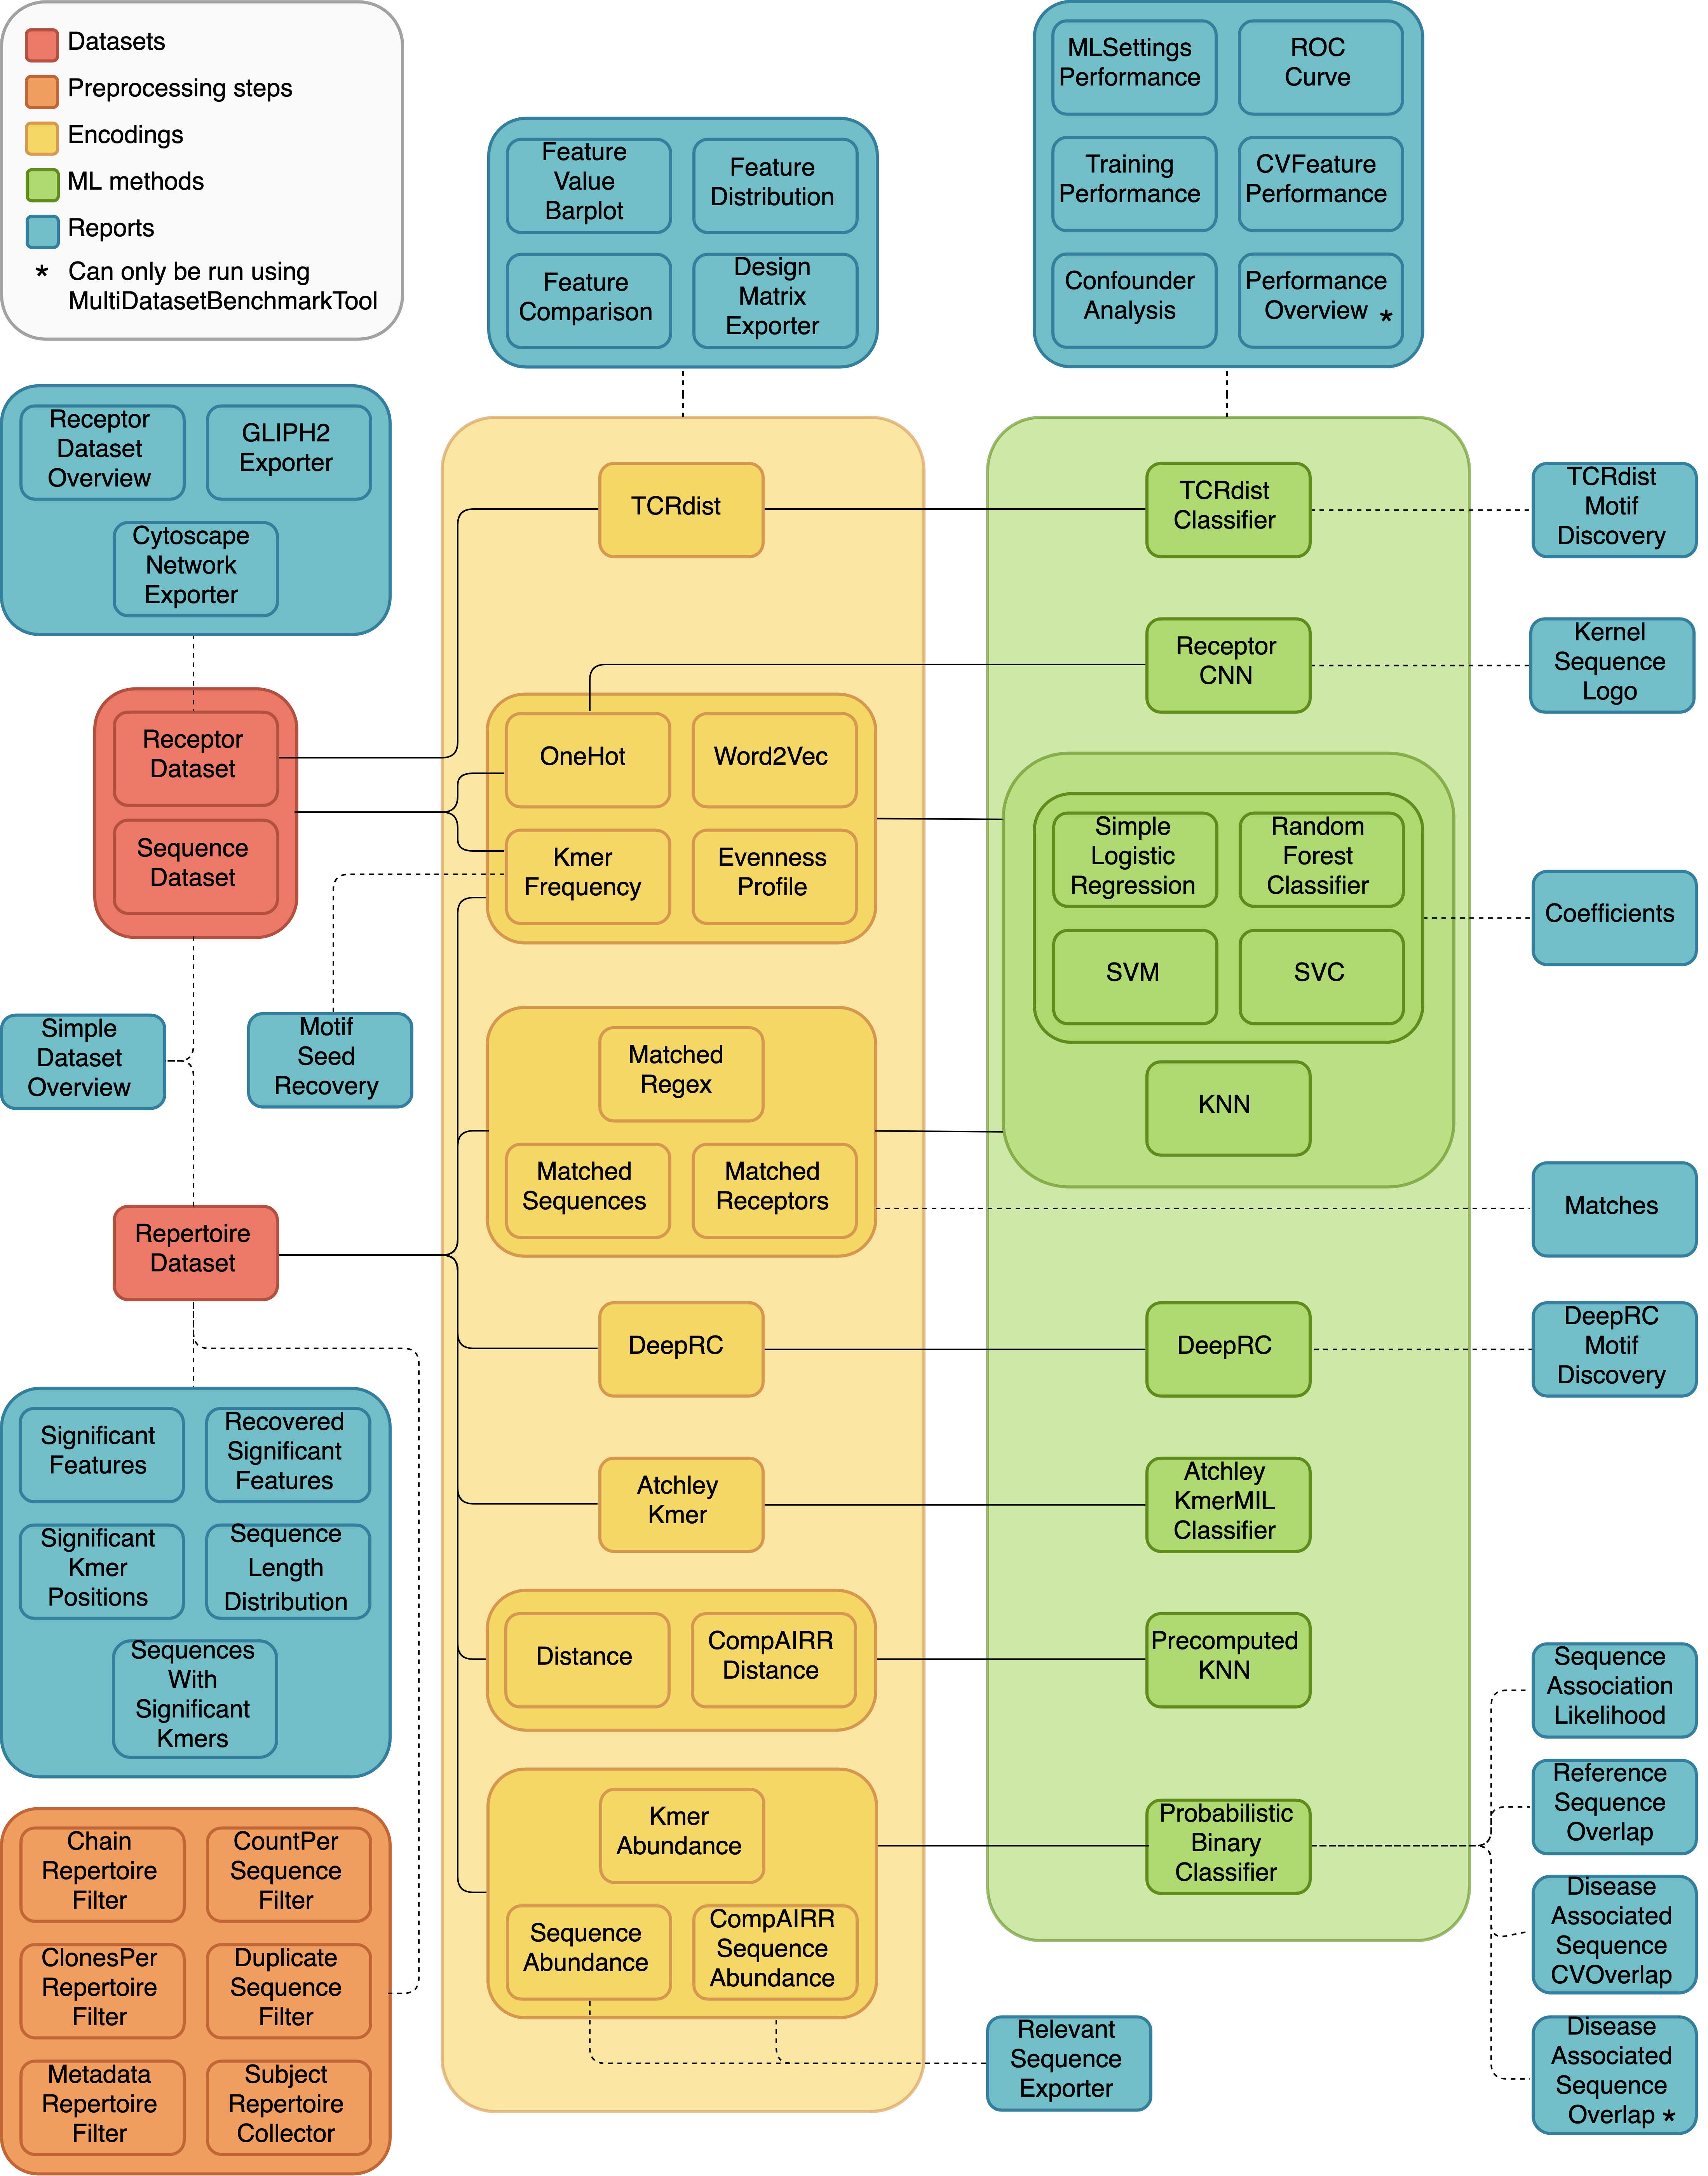 Datasets
Preprocessing steps
Encodings
ML methods
Reports
* Can only be run using
MultiDatasetBenchmarkTool
Feature
Value
Barplot
Feature
Distribution
Feature
Comparison
Design
Matrix
Exporter
MLSettings
Performance
ROC
Curve
Training
Performance
CVFeature
Performance
Confounder
Analysis
Performance
Overview *
Receptor
Dataset
Overview
GLIPH2
Exporter
Cytoscape
Network
Exporter
Receptor
Dataset
Sequence
Dataset
Simple
Dataset
Overview
Motif
Seed
Recovery
Repertoire
Dataset
Significant
Features
Recovered
Significant
Features
Significant
Kmer
Positions
Sequence
Length
Distribution
Sequences
With
Significant
Kmers
Chain
Repertoire
Filter
CountPer
Sequence
Filter
ClonesPer
Repertoire
Filter
Duplicate
Sequence
Filter
Metadata
Repertoire
Filter
Subject
Repertoire
Collector
TCRdist
OneHot
Word2Vec
Kmer
Frequency
Evenness
Profile
Matched
Regex
Matched
Sequences
Matched
Receptors
DeepRC
Atchley
Kmer
Distance
CompAIRR
Distance
Kmer
Abundance
Sequence
Abundance
CompAIRR
Sequence
Abundance
TCRdist
Classifier
Receptor
CNN
Simple
Logistic
Regression
Random
Forest
Classifier
SVM
SVC
KNN
DeepRC
Atchley
KmerMIL
Classifier
Precomputed
KNN
Probabilistic
Binary
Classifier
Relevant
Sequence
Exporter
TCRdist
Motif
Discovery
Kernel
Sequence
Logo
Coefficients
Matches
DeepRC
Motif
Discovery
Sequence
Association
Likelihood
Reference
Sequence
Overlap
Disease
Associated
Sequence
CVOverlap
Disease
Associated
Sequence
Overlap *